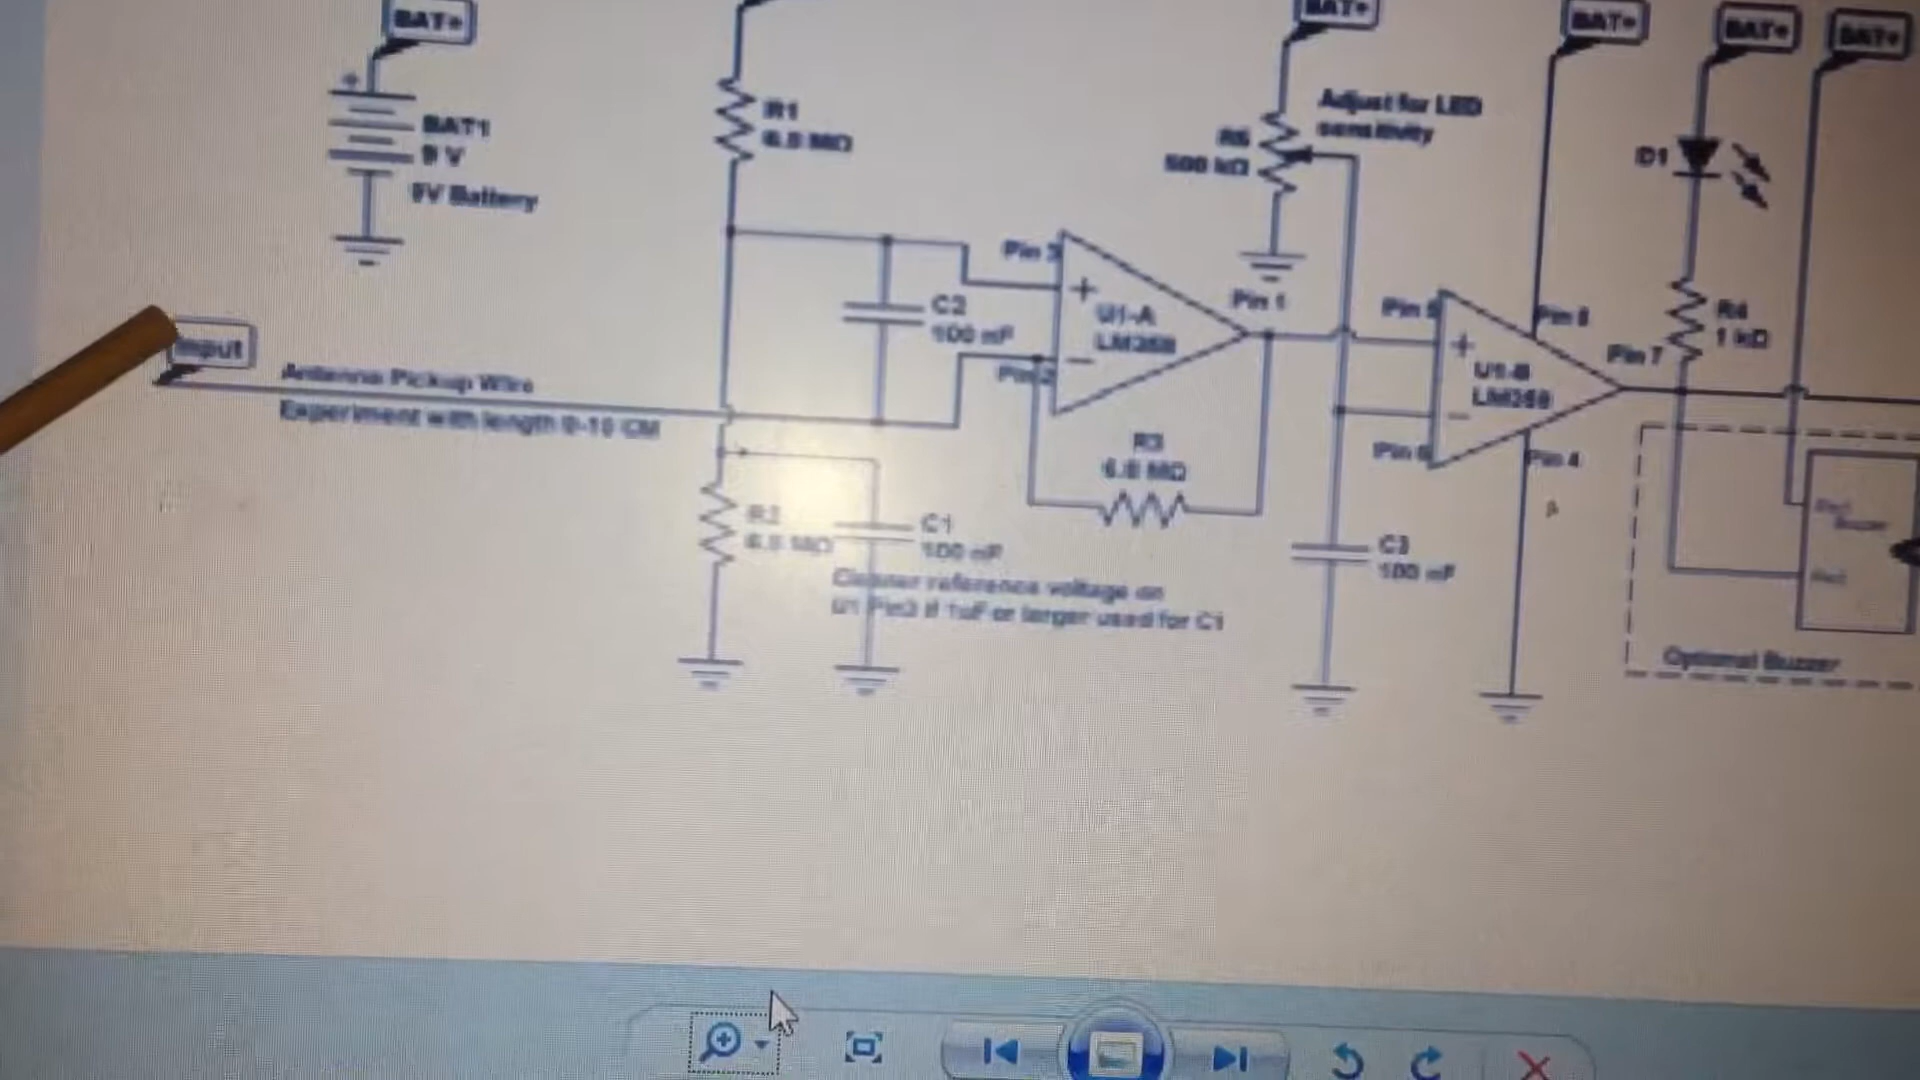 BAT+
BAT+
BAT+
BAT+
BAT+
+
BAT1
9 V
9V Battery
R1
6.8 MΩ
Adjust for LED
sensitivity
R5
500 kΩ
D1
Input
Antenna Pickup Wire
Experiment with length 0-10 CM
C2
100 nF
Pin 3
+
U1-A
LM358
−
Pin 2
Pin 1
R3
6.8 MΩ
Pin 5
+
U1-B
LM358
−
Pin 6
Pin 8
Pin 7
Pin 4
R4
1 kΩ
R2
6.8 MΩ
C1
100 nF
Cleaner reference voltage on
U1 Pin3 if 1uF or larger used for C1
C3
100 nF
Buzzer
Optional Buzzer